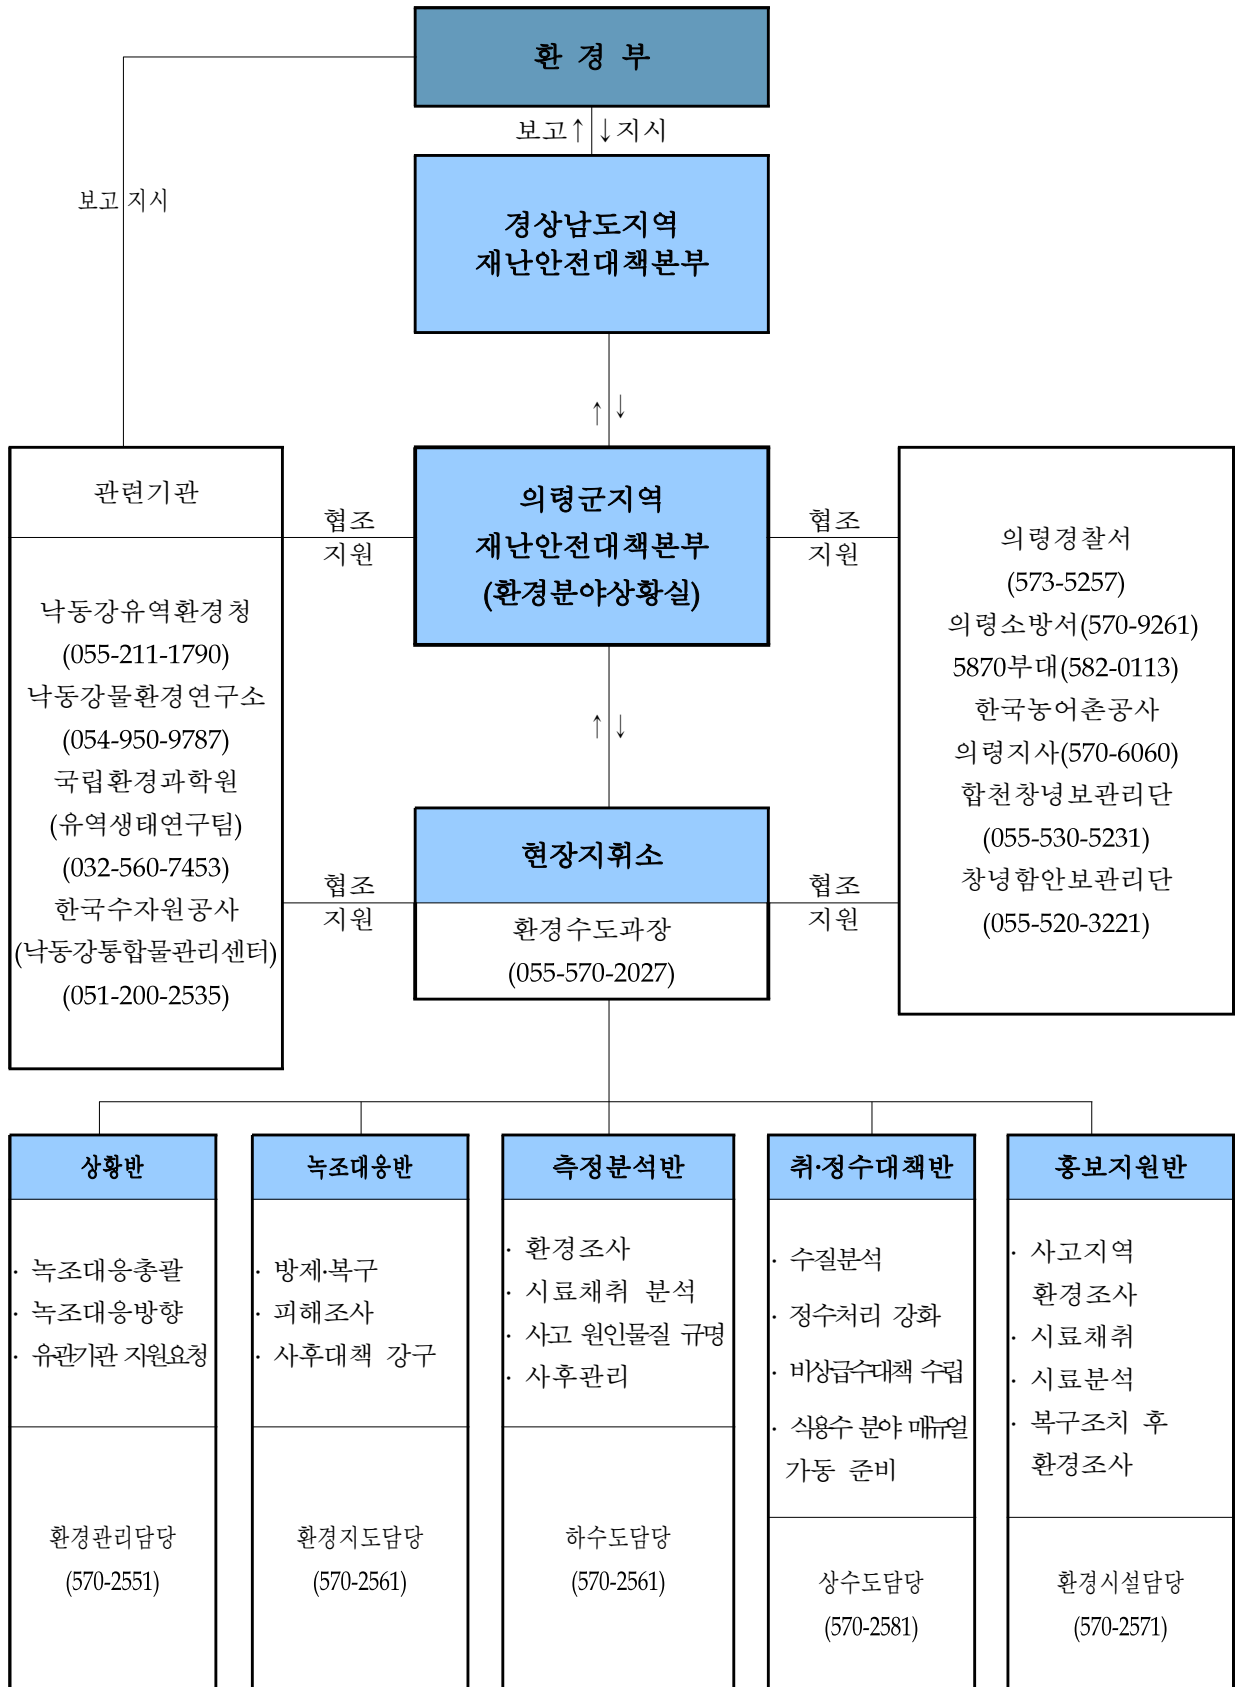 환 경 부
보고↑ ↓지시
보고 지시
경상남도지역
재난안전대책본부
↑ ↓
관련기관
낙동강유역환경청
(055-211-1790)
낙동강물환경연구소
(054-950-9787)
국립환경과학원
(유역생태연구팀)
(032-560-7453)
한국수자원공사
(낙동강통합물관리센터)
(051-200-2535)
협조
지원
의령군지역
재난안전대책본부
(환경분야상황실)
협조
지원
의령경찰서
(573-5257)
의령소방서(570-9261)
5870부대(582-0113)
한국농어촌공사
의령지사(570-6060)
합천창녕보관리단
(055-530-5231)
창녕함안보관리단
(055-520-3221)
↑ ↓
협조
지원
현장지휘소
환경수도과장
(055-570-2027)
협조
지원
상황반
· 녹조대응총괄
· 녹조대응방향
· 유관기관 지원요청
환경관리담당
(570-2551)
녹조대응반
· 방제·복구
· 피해조사
· 사후대책 강구
환경지도담당
(570-2561)
측정분석반
· 환경조사
· 시료채취 분석
· 사고 원인물질 규명
· 사후관리
하수도담당
(570-2561)
취·정수대책반
· 수질분석
· 정수처리 강화
· 비상급수대책 수립
· 식용수 분야 매뉴얼
가동 준비
상수도담당
(570-2581)
홍보지원반
· 사고지역
환경조사
· 시료채취
· 시료분석
· 복구조치 후
환경조사
환경시설담당
(570-2571)